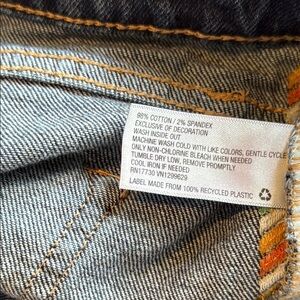 98% COTTON / 2% SPANDEX
EXCLUSIVE OF DECORATION
WASH INSIDE OUT
MACHINE WASH COLD WITH LIKE COLORS, GENTLE CYCLE
ONLY NON-CHLORINE BLEACH WHEN NEEDED
TUMBLE DRY LOW, REMOVE PROMPTLY
COOL IRON IF NEEDED
RN17730 VN1299629
LABEL MADE FROM 100% RECYCLED PLASTIC